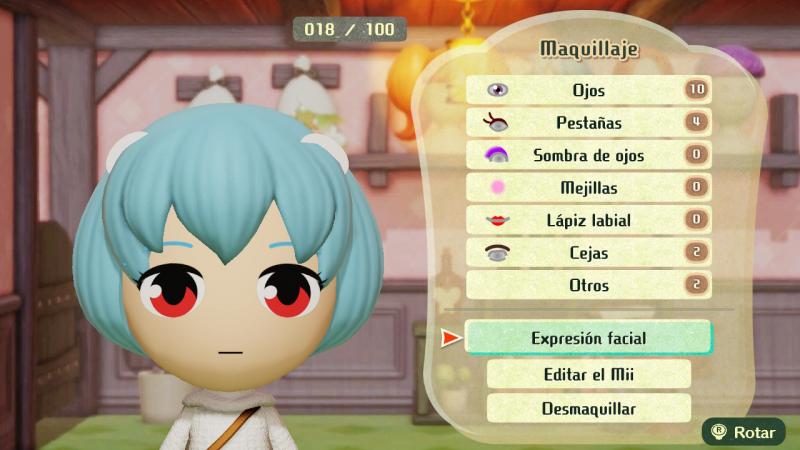 018 / 100
Maquillaje
Ojos 10
Pestañas 4
Sombra de ojos 0
Mejillas 0
Lápiz labial 0
Cejas 2
Otros 2
Expresión facial
Editar el Mii
Desmaquillar
R Rotar